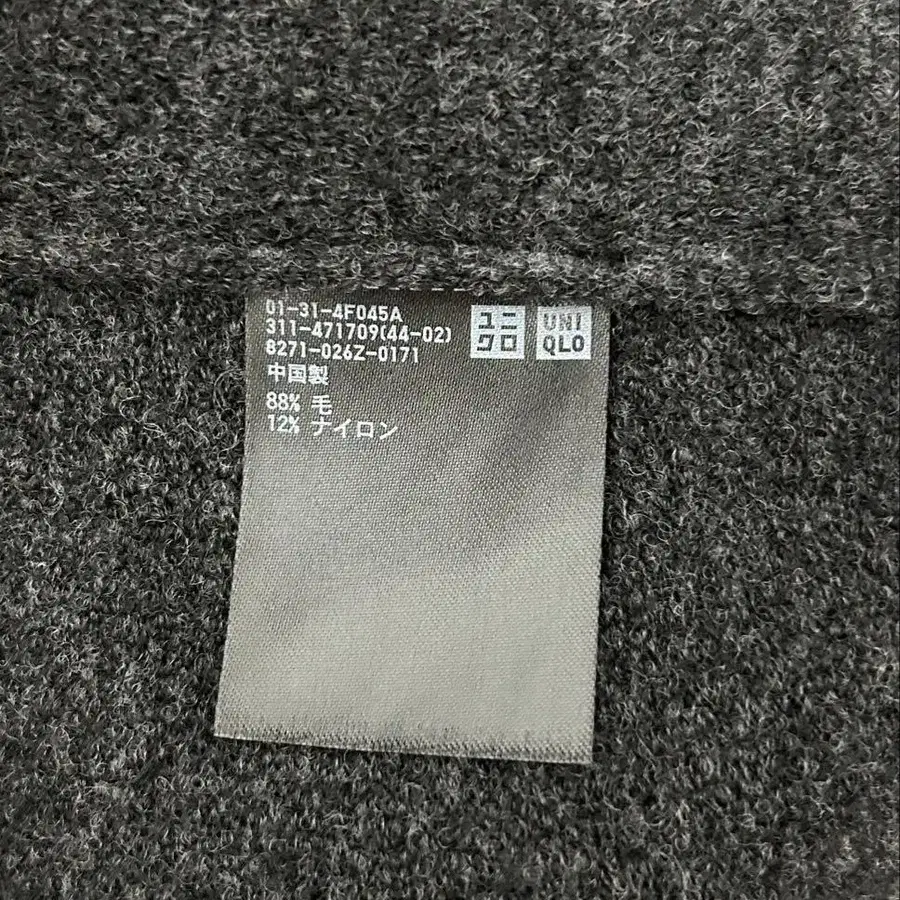 01-31-4F045A
311-471709(44-02)
8271-026Z-0171
中国製
88% 毛
12% ナイロン
ユニ
クロ
UNI
QLO